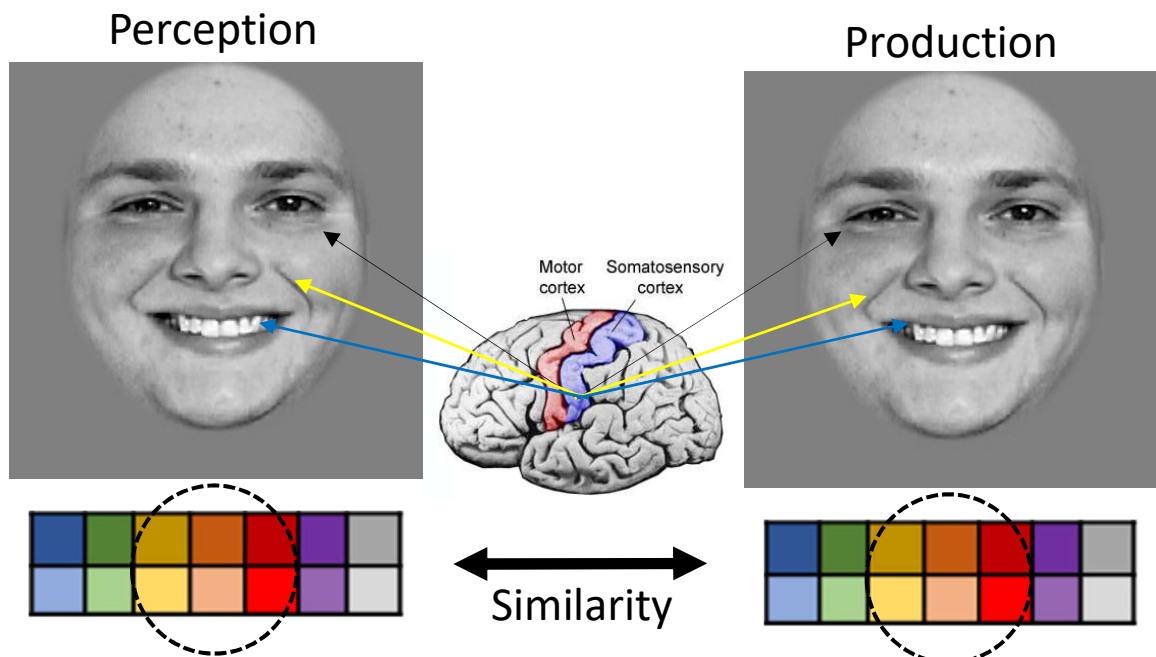 Perception
Production
Motor
cortex
Somatosensory
cortex
Similarity